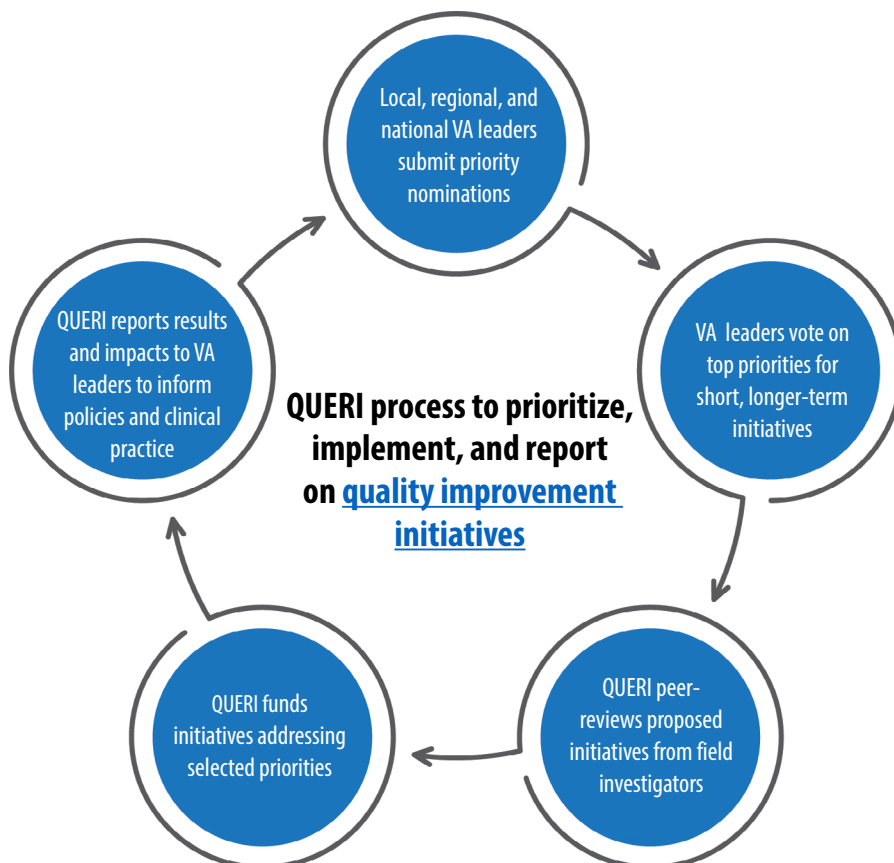 Local, regional, and
national VA leaders
submit priority
nominations
VA leaders vote on
top priorities for
short, longer-term
initiatives
QUERI peer-
reviews proposed
initiatives from field
investigators
QUERI funds
initiatives addressing
selected priorities
QUERI reports results
and impacts to VA
leaders to inform
policies and clinical
practice
QUERI process to prioritize,
implement, and report
on quality improvement
initiatives